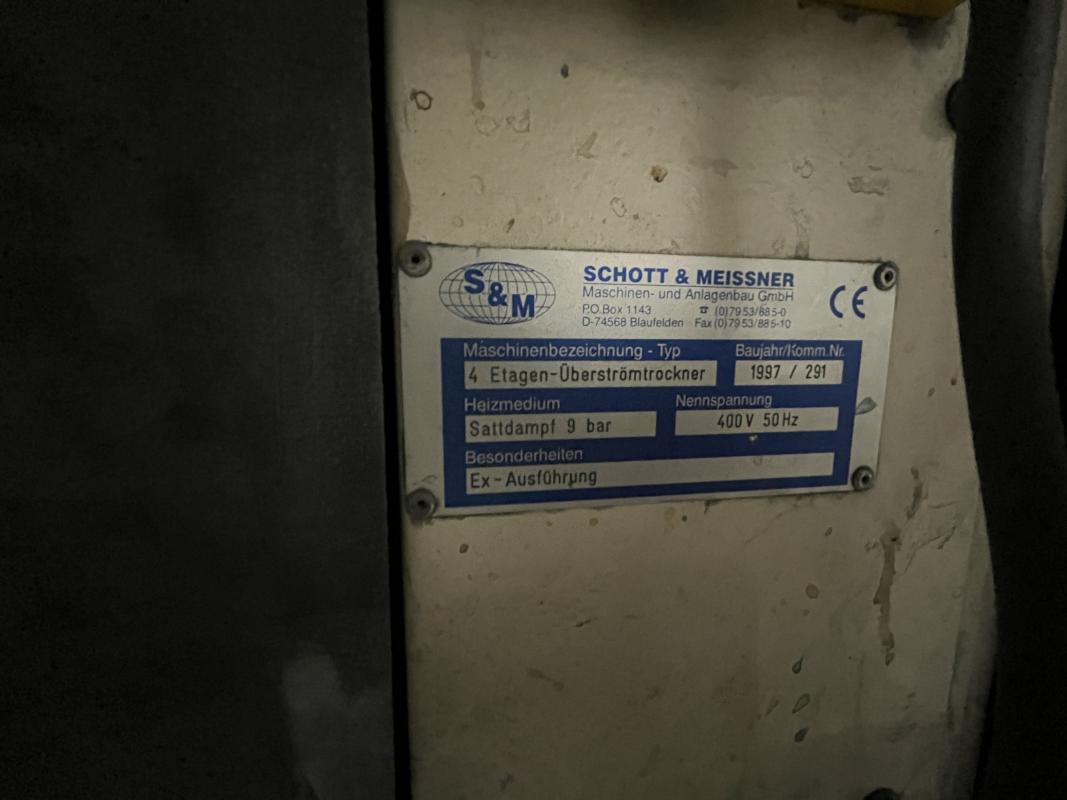 S&M
SCHOTT & MEISSNER
Maschinen- und Anlagenbau GmbH
P.O.Box 1143 ☎ (0)7953/885-0
D-74568 Blaufelden Fax (0)7953/885-10
CE
Maschinenbezeichnung - Typ Baujahr/Komm.Nr.
4 Etagen-Überströmtrockner 1997 / 291
Heizmedium Nennspannung
Sattdampf 9 bar 400V 50Hz
Besonderheiten
Ex-Ausführung